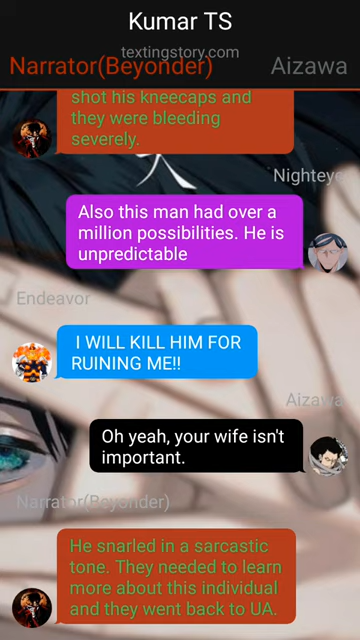 Kumar TS
textingstory.com
Narrator(Beyonder)
Aizawa
shot his kneecaps and
they were bleeding
severely.
Nighteye
Also this man had over a
million possibilities. He is
unpredictable
Endeavor
I WILL KILL HIM FOR
RUINING ME!!
Aizawa
Oh yeah, your wife isn't
important.
Narrator(Beyonder)
He snarled in a sarcastic
tone. They needed to learn
more about this individual
and they went back to UA.